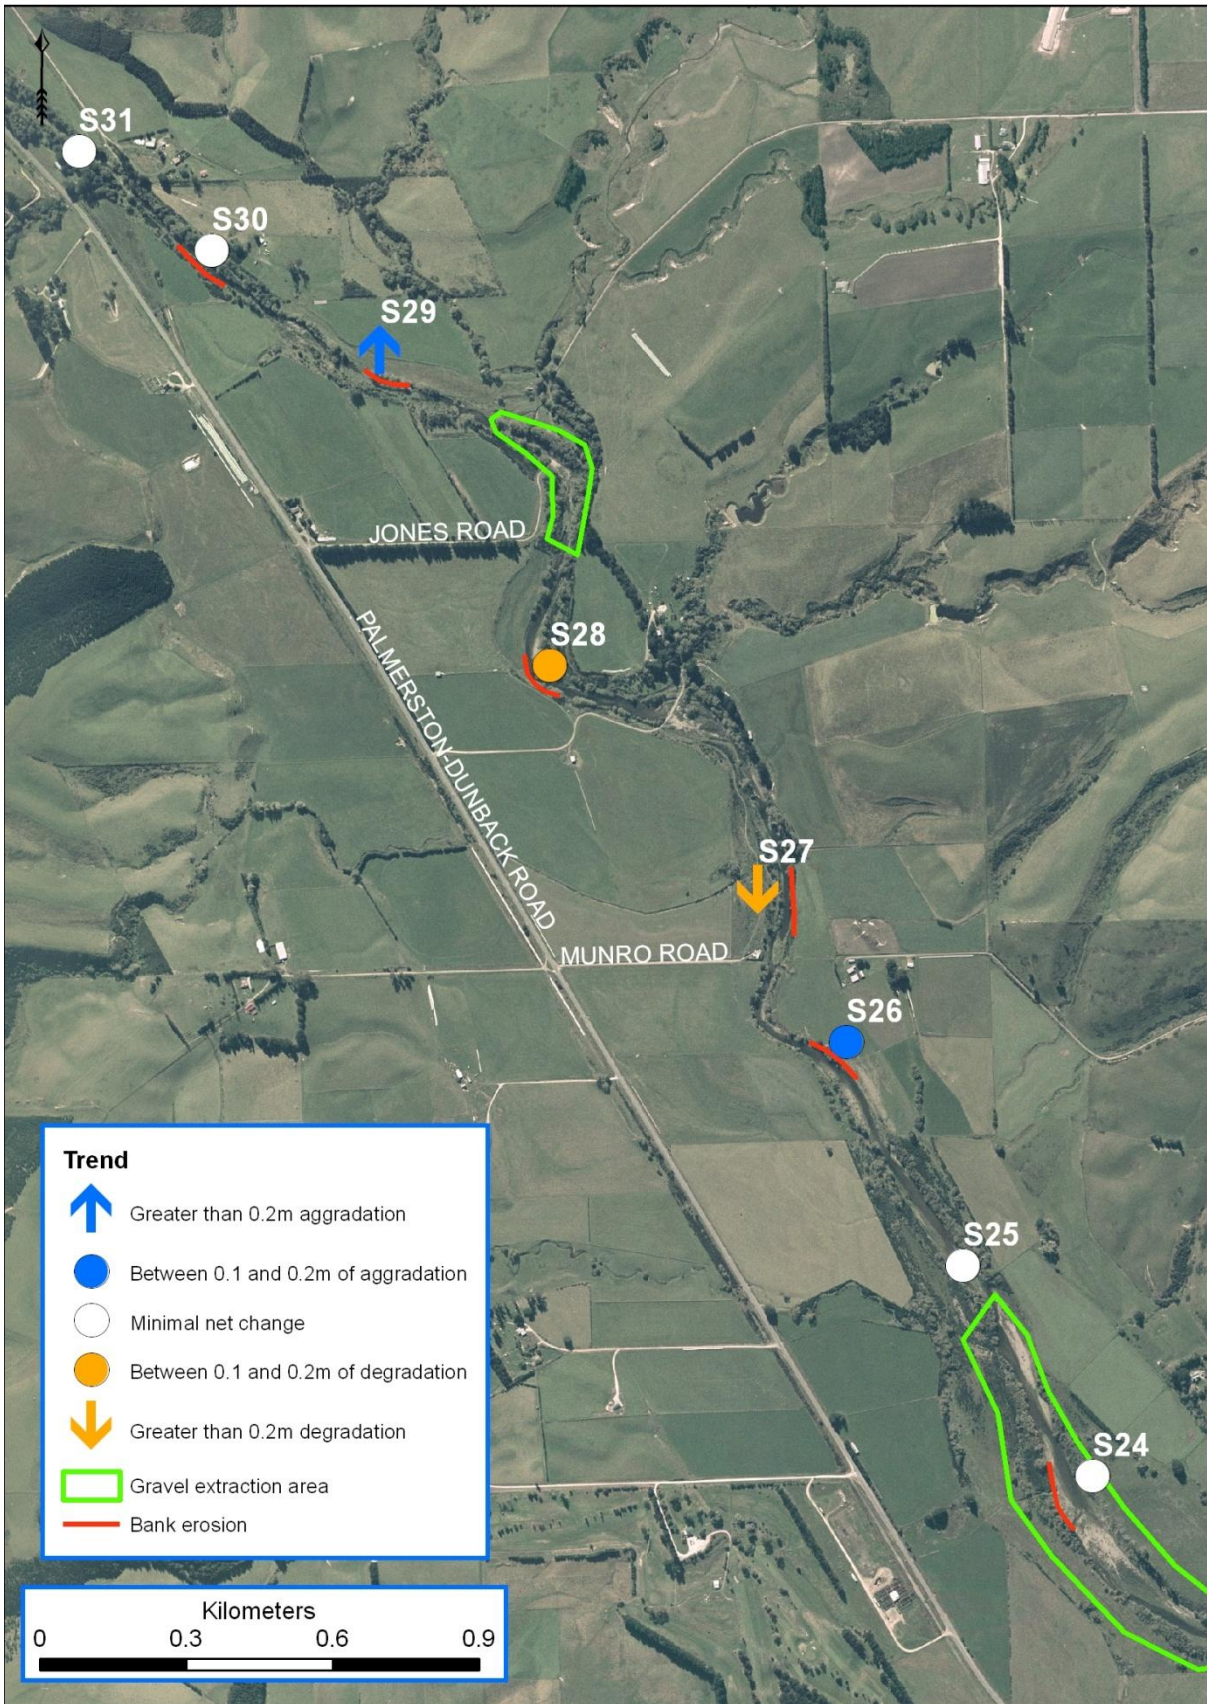 S31
S30
S29
JONES ROAD
S28
PALMERSTON-DUNBACK ROAD
S27
MUNRO ROAD
S26
S25
S24
Trend
Greater than 0.2m aggradation
Between 0.1 and 0.2m of aggradation
Minimal net change
Between 0.1 and 0.2m of degradation
Greater than 0.2m degradation
Gravel extraction area
Bank erosion
Kilometers
0 0.3 0.6 0.9